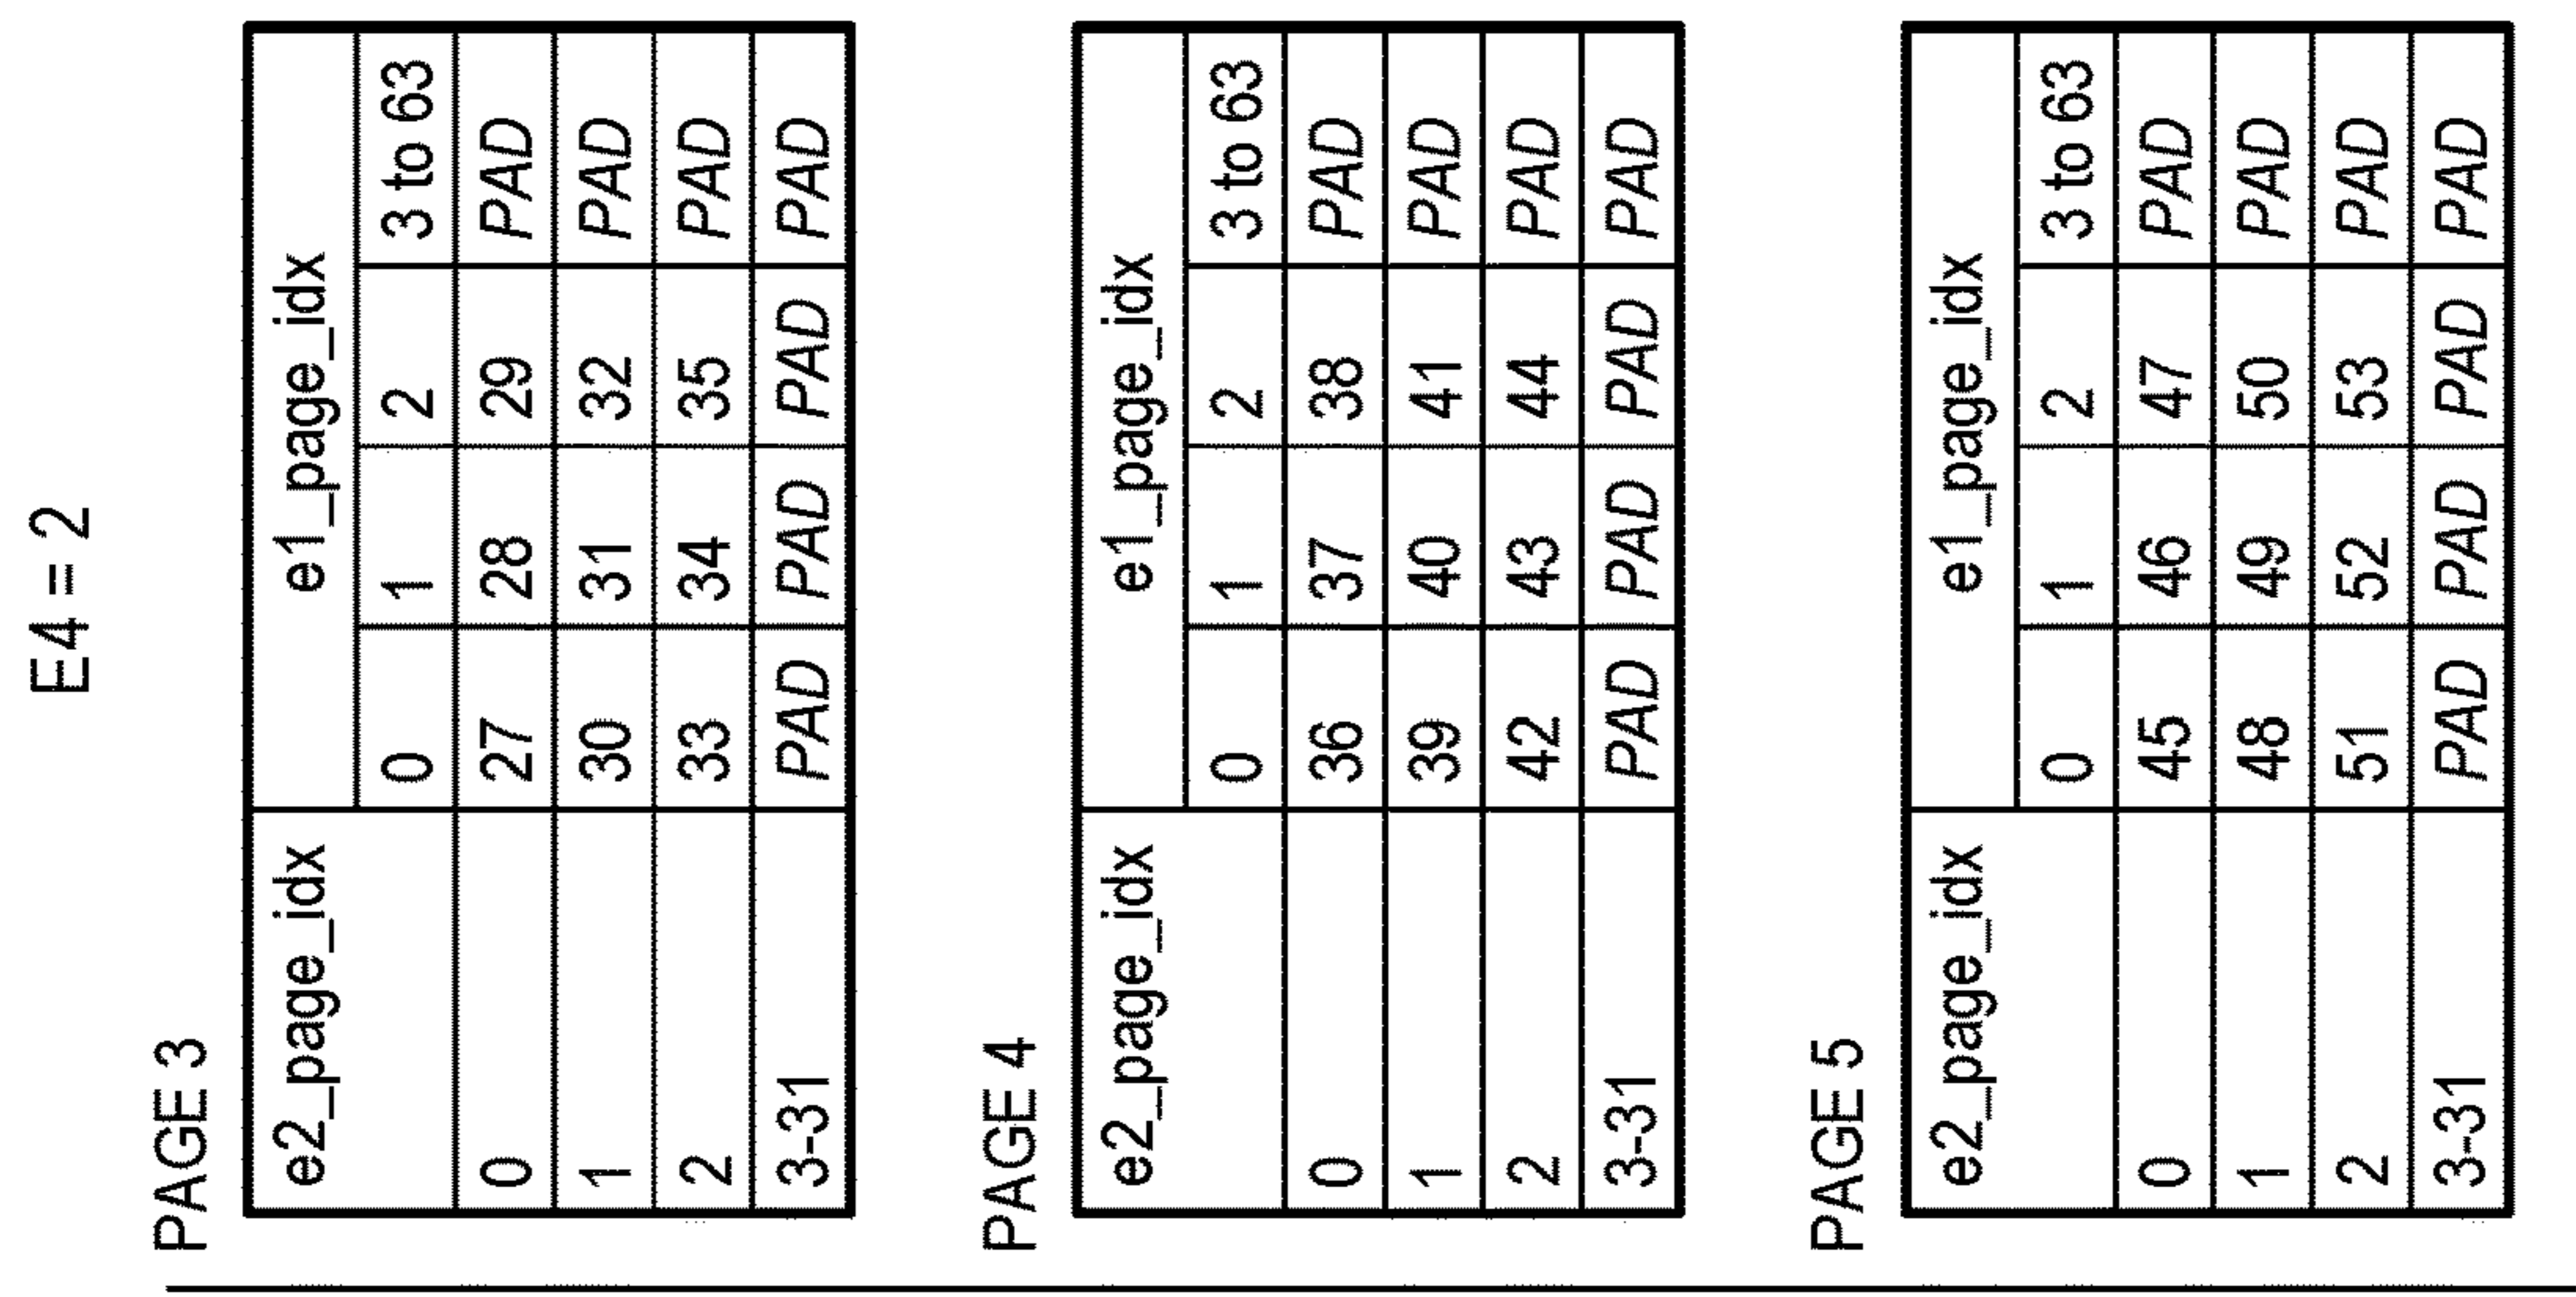 E4 = 2
PAGE 3
e2_page_idx e1_page_idx
0 1 2 3 to 63
0 27 28 29 PAD
1 30 31 32 PAD
2 33 34 35 PAD
3-31 PAD PAD PAD PAD
PAGE 4
e2_page_idx e1_page_idx
0 1 2 3 to 63
0 36 37 38 PAD
1 39 40 41 PAD
2 42 43 44 PAD
3-31 PAD PAD PAD PAD
PAGE 5
e2_page_idx e1_page_idx
0 1 2 3 to 63
0 45 46 47 PAD
1 48 49 50 PAD
2 51 52 53 PAD
3-31 PAD PAD PAD PAD